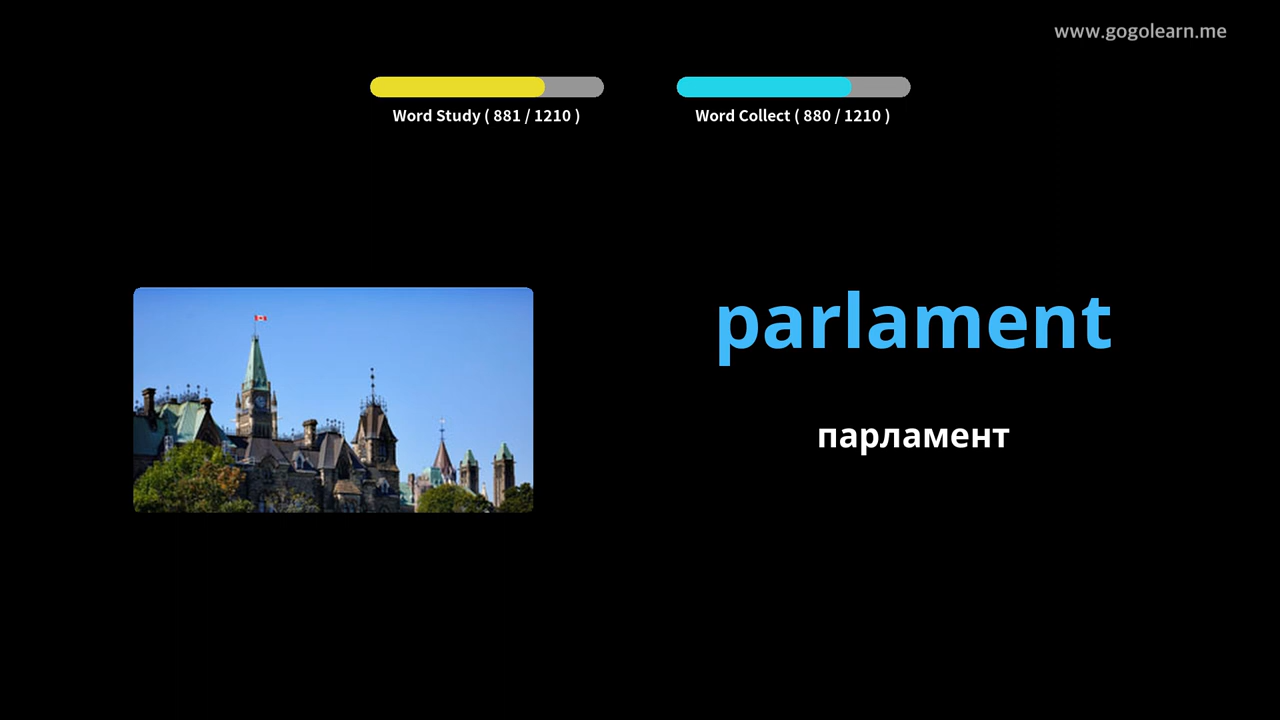 www.gogolearn.me
Word Study ( 881 / 1210 )
Word Collect ( 880 / 1210 )
parlament
парламент